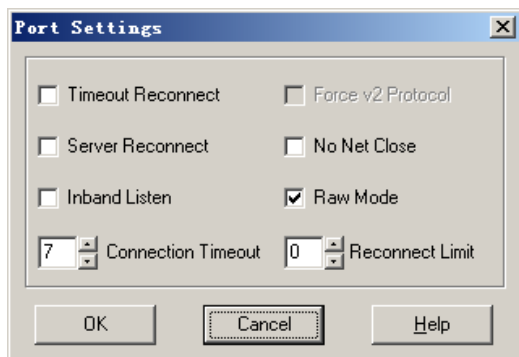 Port Settings
Timeout Reconnect Force v2 Protocol
Server Reconnect No Net Close
Inband Listen Raw Mode
7 Connection Timeout 0 Reconnect Limit
OK Cancel Help